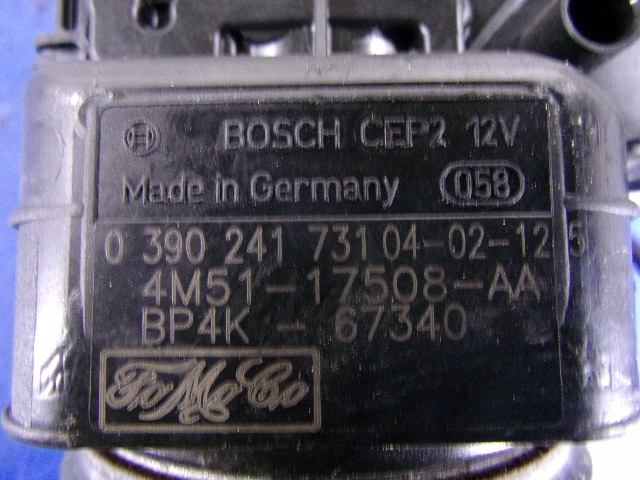 BOSCH CEP2 12V
Made in Germany 058
0 390 241 731 04-02-12 5
4M51-17508-AA
BP4K - 67340
FoMoCo